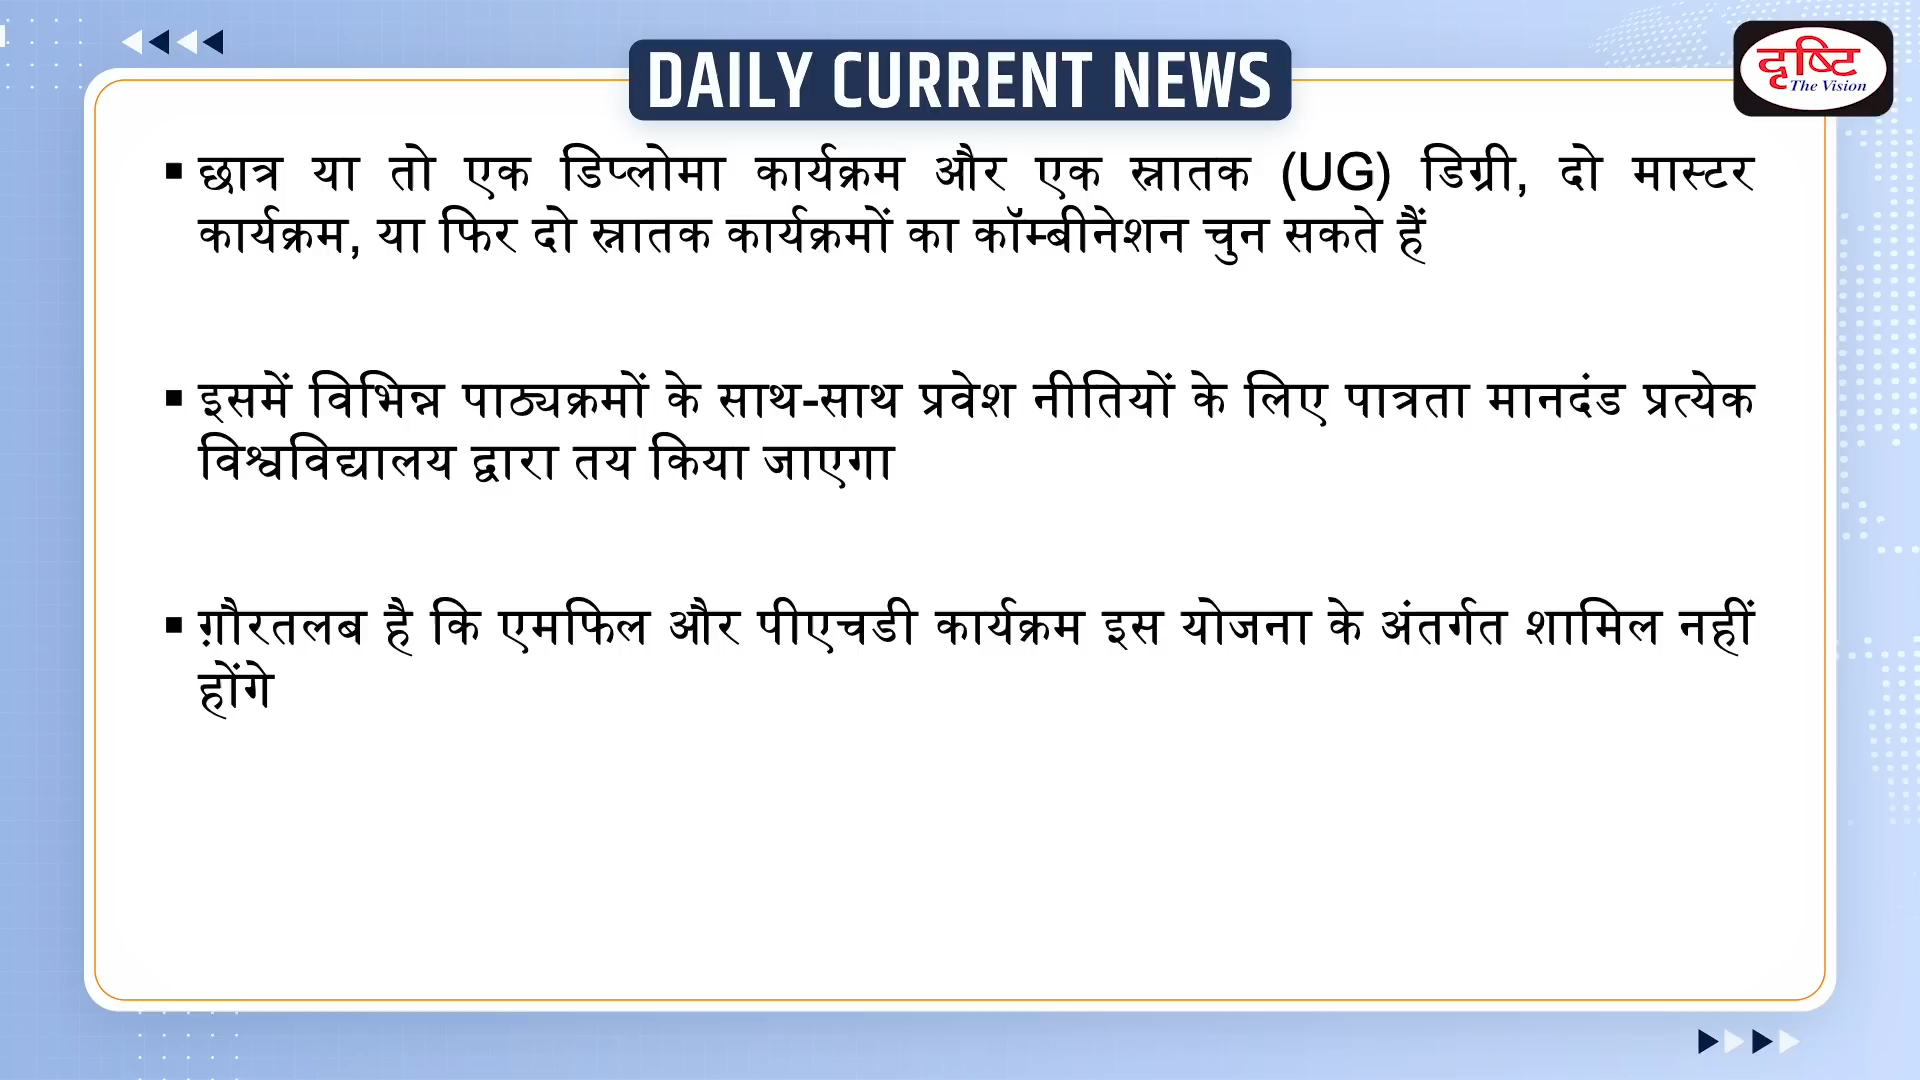 DAILY CURRENT NEWS
दृष्टि
The Vision
▪ छात्र या तो एक डिप्लोमा कार्यक्रम और एक स्नातक (UG) डिग्री, दो मास्टर
कार्यक्रम, या फिर दो स्नातक कार्यक्रमों का कॉम्बीनेशन चुन सकते हैं
▪ इसमें विभिन्न पाठ्यक्रमों के साथ-साथ प्रवेश नीतियों के लिए पात्रता मानदंड प्रत्येक
विश्वविद्यालय द्वारा तय किया जाएगा
▪ ग़ौरतलब है कि एमफिल और पीएचडी कार्यक्रम इस योजना के अंतर्गत शामिल नहीं
होंगे